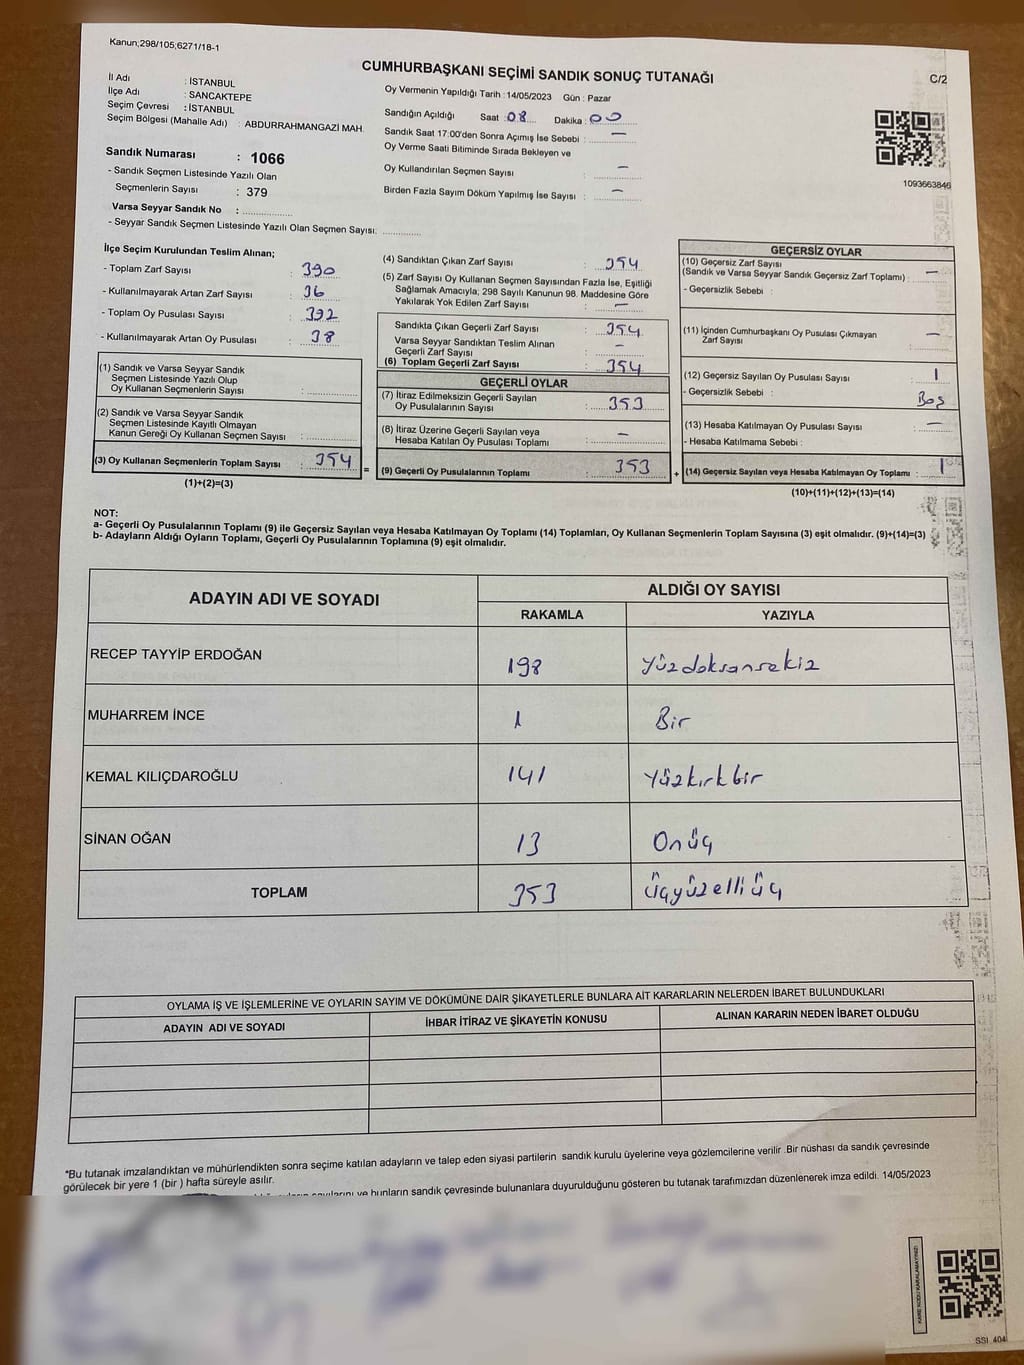 Kanun;298/105;6271/18-1
CUMHURBAŞKANI SEÇİMİ SANDIK SONUÇ TUTANAĞI
C/2
İl Adı : İSTANBUL
İlçe Adı : SANCAKTEPE
Seçim Çevresi : İSTANBUL
Seçim Bölgesi (Mahalle Adı) : ABDURRAHMANGAZİ MAH.
Oy Vermenin Yapıldığı Tarih :14/05/2023 Gün : Pazar
Sandığın Açıldığı Saat :08 Dakika :00
Sandık Saat 17:00'den Sonra Açımış İse Sebebi : —
Oy Verme Saati Bitiminde Sırada Bekleyen ve
Oy Kullandırılan Seçmen Sayısı : —
Birden Fazla Sayım Döküm Yapılmış İse Sayısı : —
1093663846
Sandık Numarası : 1066
- Sandık Seçmen Listesinde Yazılı Olan
Seçmenlerin Sayısı : 379
Varsa Seyyar Sandık No :
- Seyyar Sandık Seçmen Listesinde Yazılı Olan Seçmen Sayısı:
İlçe Seçim Kurulundan Teslim Alınan;
- Toplam Zarf Sayısı : 390
- Kullanılmayarak Artan Zarf Sayısı : 36
- Toplam Oy Pusulası Sayısı : 392
- Kullanılmayarak Artan Oy Pusulası : 38
(1) Sandık ve Varsa Seyyar Sandık
Seçmen Listesinde Yazılı Olup
Oy Kullanan Seçmenlerin Sayısı :
(2) Sandık ve Varsa Seyyar Sandık
Seçmen Listesinde Kayıtlı Olmayan
Kanun Gereği Oy Kullanan Seçmen Sayısı :
(3) Oy Kullanan Seçmenlerin Toplam Sayısı : 354 =
(1)+(2)=(3)
(4) Sandıktan Çıkan Zarf Sayısı : 354
(5) Zarf Sayısı Oy Kullanan Seçmen Sayısından Fazla İse, Eşitliği
Sağlamak Amacıyla; 298 Sayılı Kanunun 98. Maddesine Göre
Yakılarak Yok Edilen Zarf Sayısı : —
Sandıkta Çıkan Geçerli Zarf Sayısı : 354
Varsa Seyyar Sandıktan Teslim Alınan
Geçerli Zarf Sayısı : —
(6) Toplam Geçerli Zarf Sayısı : 354
GEÇERLİ OYLAR
(7) İtiraz Edilmeksizin Geçerli Sayılan
Oy Pusulalarının Sayısı : 353
(8) İtiraz Üzerine Geçerli Sayılan veya
Hesaba Katılan Oy Pusulası Toplamı : —
(9) Geçerli Oy Pusulalarının Toplamı : 353 +
GEÇERSİZ OYLAR
(10) Geçersiz Zarf Sayısı
(Sandık ve Varsa Seyyar Sandık Geçersiz Zarf Toplamı) : —
- Geçersizlik Sebebi :
(11) İçinden Cumhurbaşkanı Oy Pusulası Çıkmayan
Zarf Sayısı : —
(12) Geçersiz Sayılan Oy Pusulası Sayısı : 1
- Geçersizlik Sebebi : Boş
(13) Hesaba Katılmayan Oy Pusulası Sayısı : —
- Hesaba Katılmama Sebebi :
(14) Geçersiz Sayılan veya Hesaba Katılmayan Oy Toplamı : 1
(10)+(11)+(12)+(13)=(14)
NOT:
a- Geçerli Oy Pusulalarının Toplamı (9) ile Geçersiz Sayılan veya Hesaba Katılmayan Oy Toplamı (14) Toplamları, Oy Kullanan Seçmenlerin Toplam Sayısına (3) eşit olmalıdır. (9)+(14)=(3)
b- Adayların Aldığı Oyların Toplamı, Geçerli Oy Pusulalarının Toplamına (9) eşit olmalıdır.
ADAYIN ADI VE SOYADI ALDIĞI OY SAYISI
RAKAMLA YAZIYLA
RECEP TAYYİP ERDOĞAN 198 Yüzdoksansekiz
MUHARREM İNCE 1 Bir
KEMAL KILIÇDAROĞLU 141 Yüzkırkbir
SİNAN OĞAN 13 Onüç
TOPLAM 353 Üçyüzelliüç
OYLAMA İŞ VE İŞLEMLERİNE VE OYLARIN SAYIM VE DÖKÜMÜNE DAİR ŞİKAYETLERLE BUNLARA AİT KARARLARIN NELERDEN İBARET BULUNDUKLARI
ADAYIN ADI VE SOYADI İHBAR İTİRAZ VE ŞİKAYETİN KONUSU ALINAN KARARIN NEDEN İBARET OLDUĞU
*Bu tutanak imzalandıktan ve mühürlendikten sonra seçime katılan adayların ve talep eden siyasi partilerin sandık kurulu üyelerine veya gözlemcilerine verilir .Bir nüshası da sandık çevresinde
görülecek bir yere 1 (bir ) hafta süreyle asılır.
ve bunların sandık çevresinde bulunanlara duyurulduğunu gösteren bu tutanak tarafımızdan düzenlenerek imza edildi. 14/05/2023
KARE KODU KARALAMAYINIZ!
SSI 404